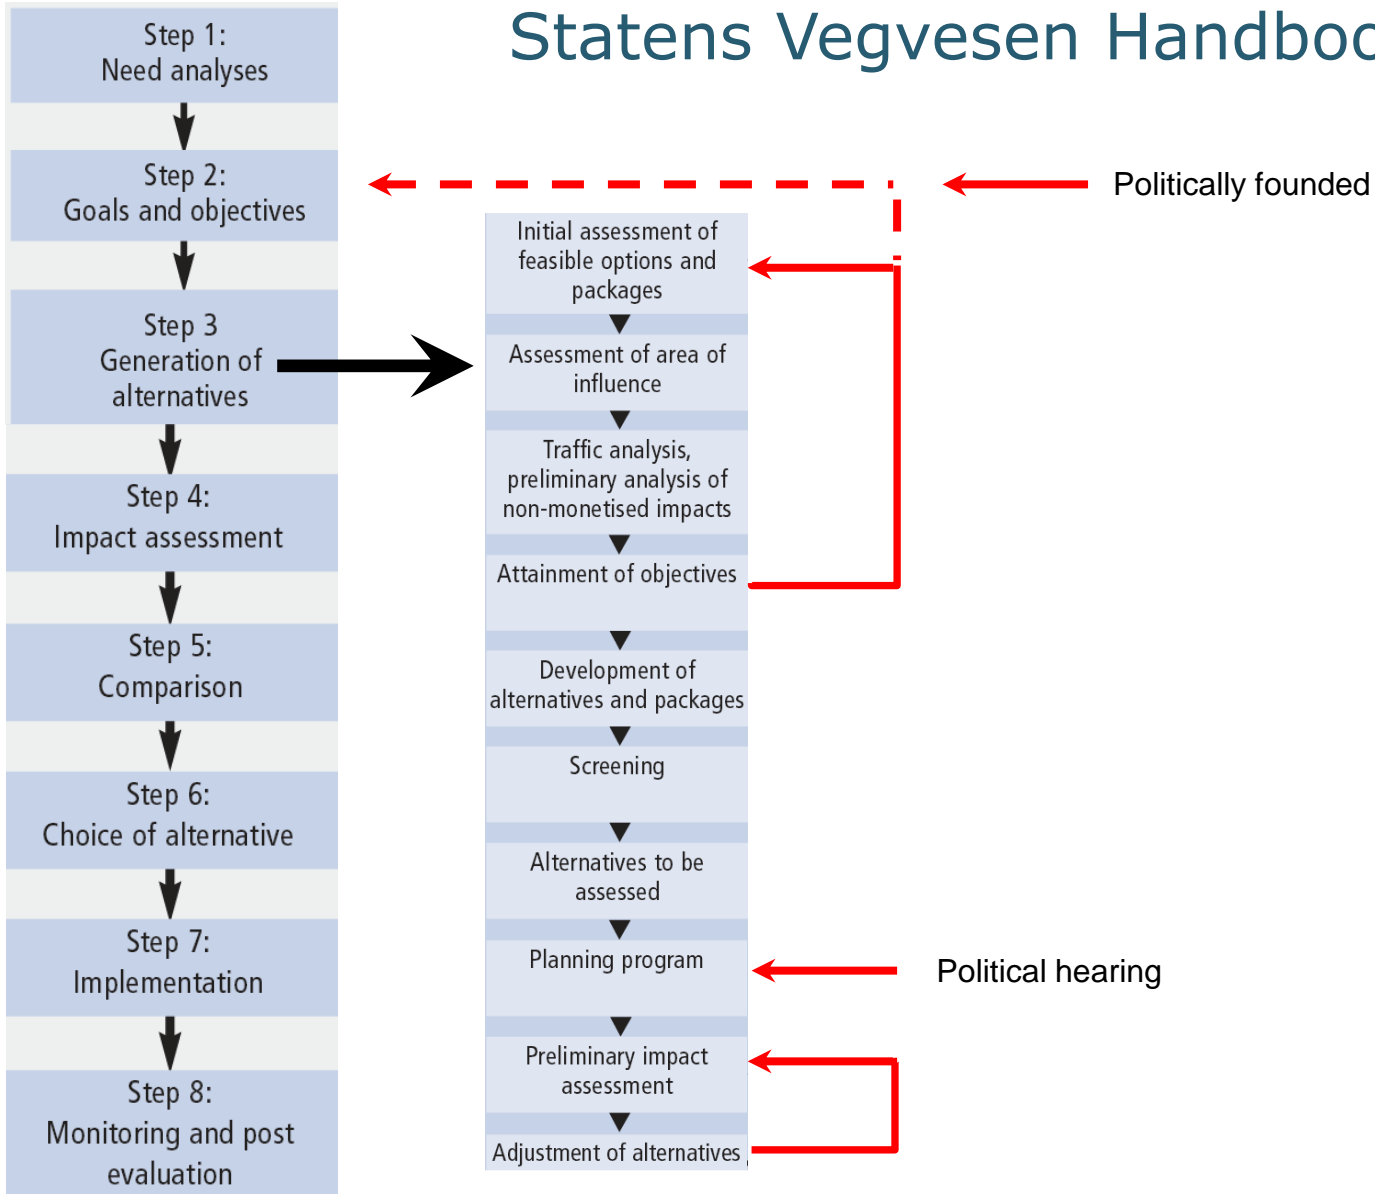 Statens Vegvesen
Step 1:
Need analyses
Step 2:
Goals and objectives
Step 3
Generation of
alternatives
Step 4:
Impact assessment
Step 5:
Comparison
Step 6:
Choice of alternative
Step 7:
Implementation
Step 8:
Monitoring and post
evaluation
Initial assessment of
feasible options and
packages
Assessment of area of
influence
Traffic analysis,
preliminary analysis of
non-monetised impacts
Attainment of objectives
Development of
alternatives and packages
Screening
Alternatives to be
assessed
Planning program
Preliminary impact
assessment
Adjustment of alternatives
Politically founded
Political hearing